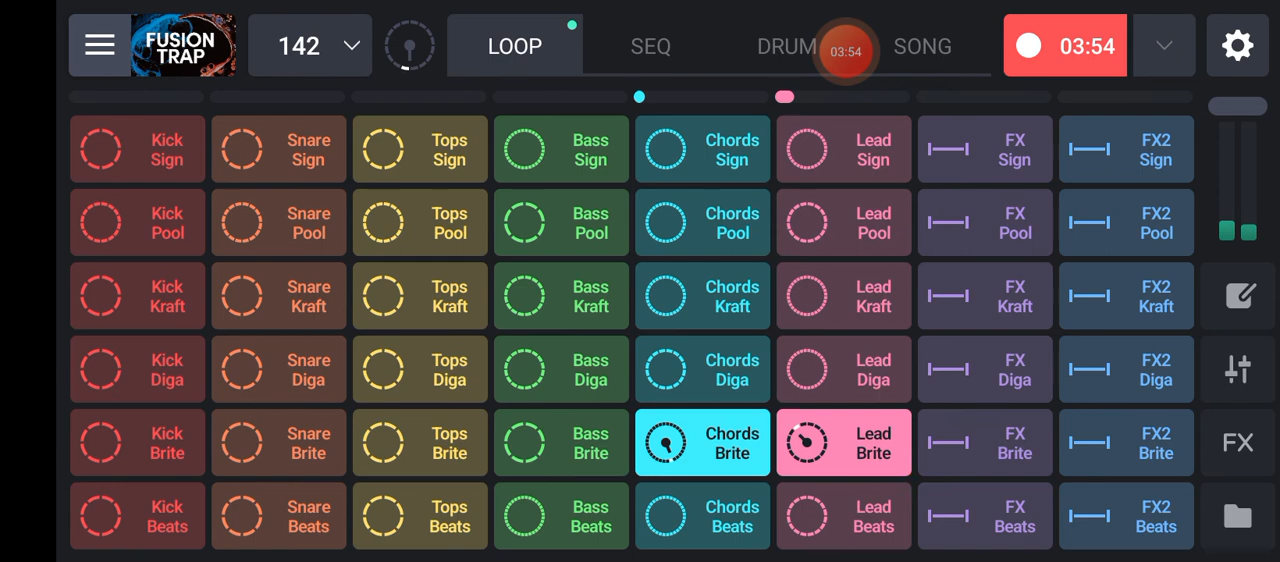 FUSION
TRAP
142
LOOP
SEQ
DRUM
03:54
SONG
03:54
Kick
Sign
Snare
Sign
Tops
Sign
Bass
Sign
Chords
Sign
Lead
Sign
FX
Sign
FX2
Sign
Kick
Pool
Snare
Pool
Tops
Pool
Bass
Pool
Chords
Pool
Lead
Pool
FX
Pool
FX2
Pool
Kick
Kraft
Snare
Kraft
Tops
Kraft
Bass
Kraft
Chords
Kraft
Lead
Kraft
FX
Kraft
FX2
Kraft
Kick
Diga
Snare
Diga
Tops
Diga
Bass
Diga
Chords
Diga
Lead
Diga
FX
Diga
FX2
Diga
Kick
Brite
Snare
Brite
Tops
Brite
Bass
Brite
Chords
Brite
Lead
Brite
FX
Brite
FX2
Brite
FX
Kick
Beats
Snare
Beats
Tops
Beats
Bass
Beats
Chords
Beats
Lead
Beats
FX
Beats
FX2
Beats